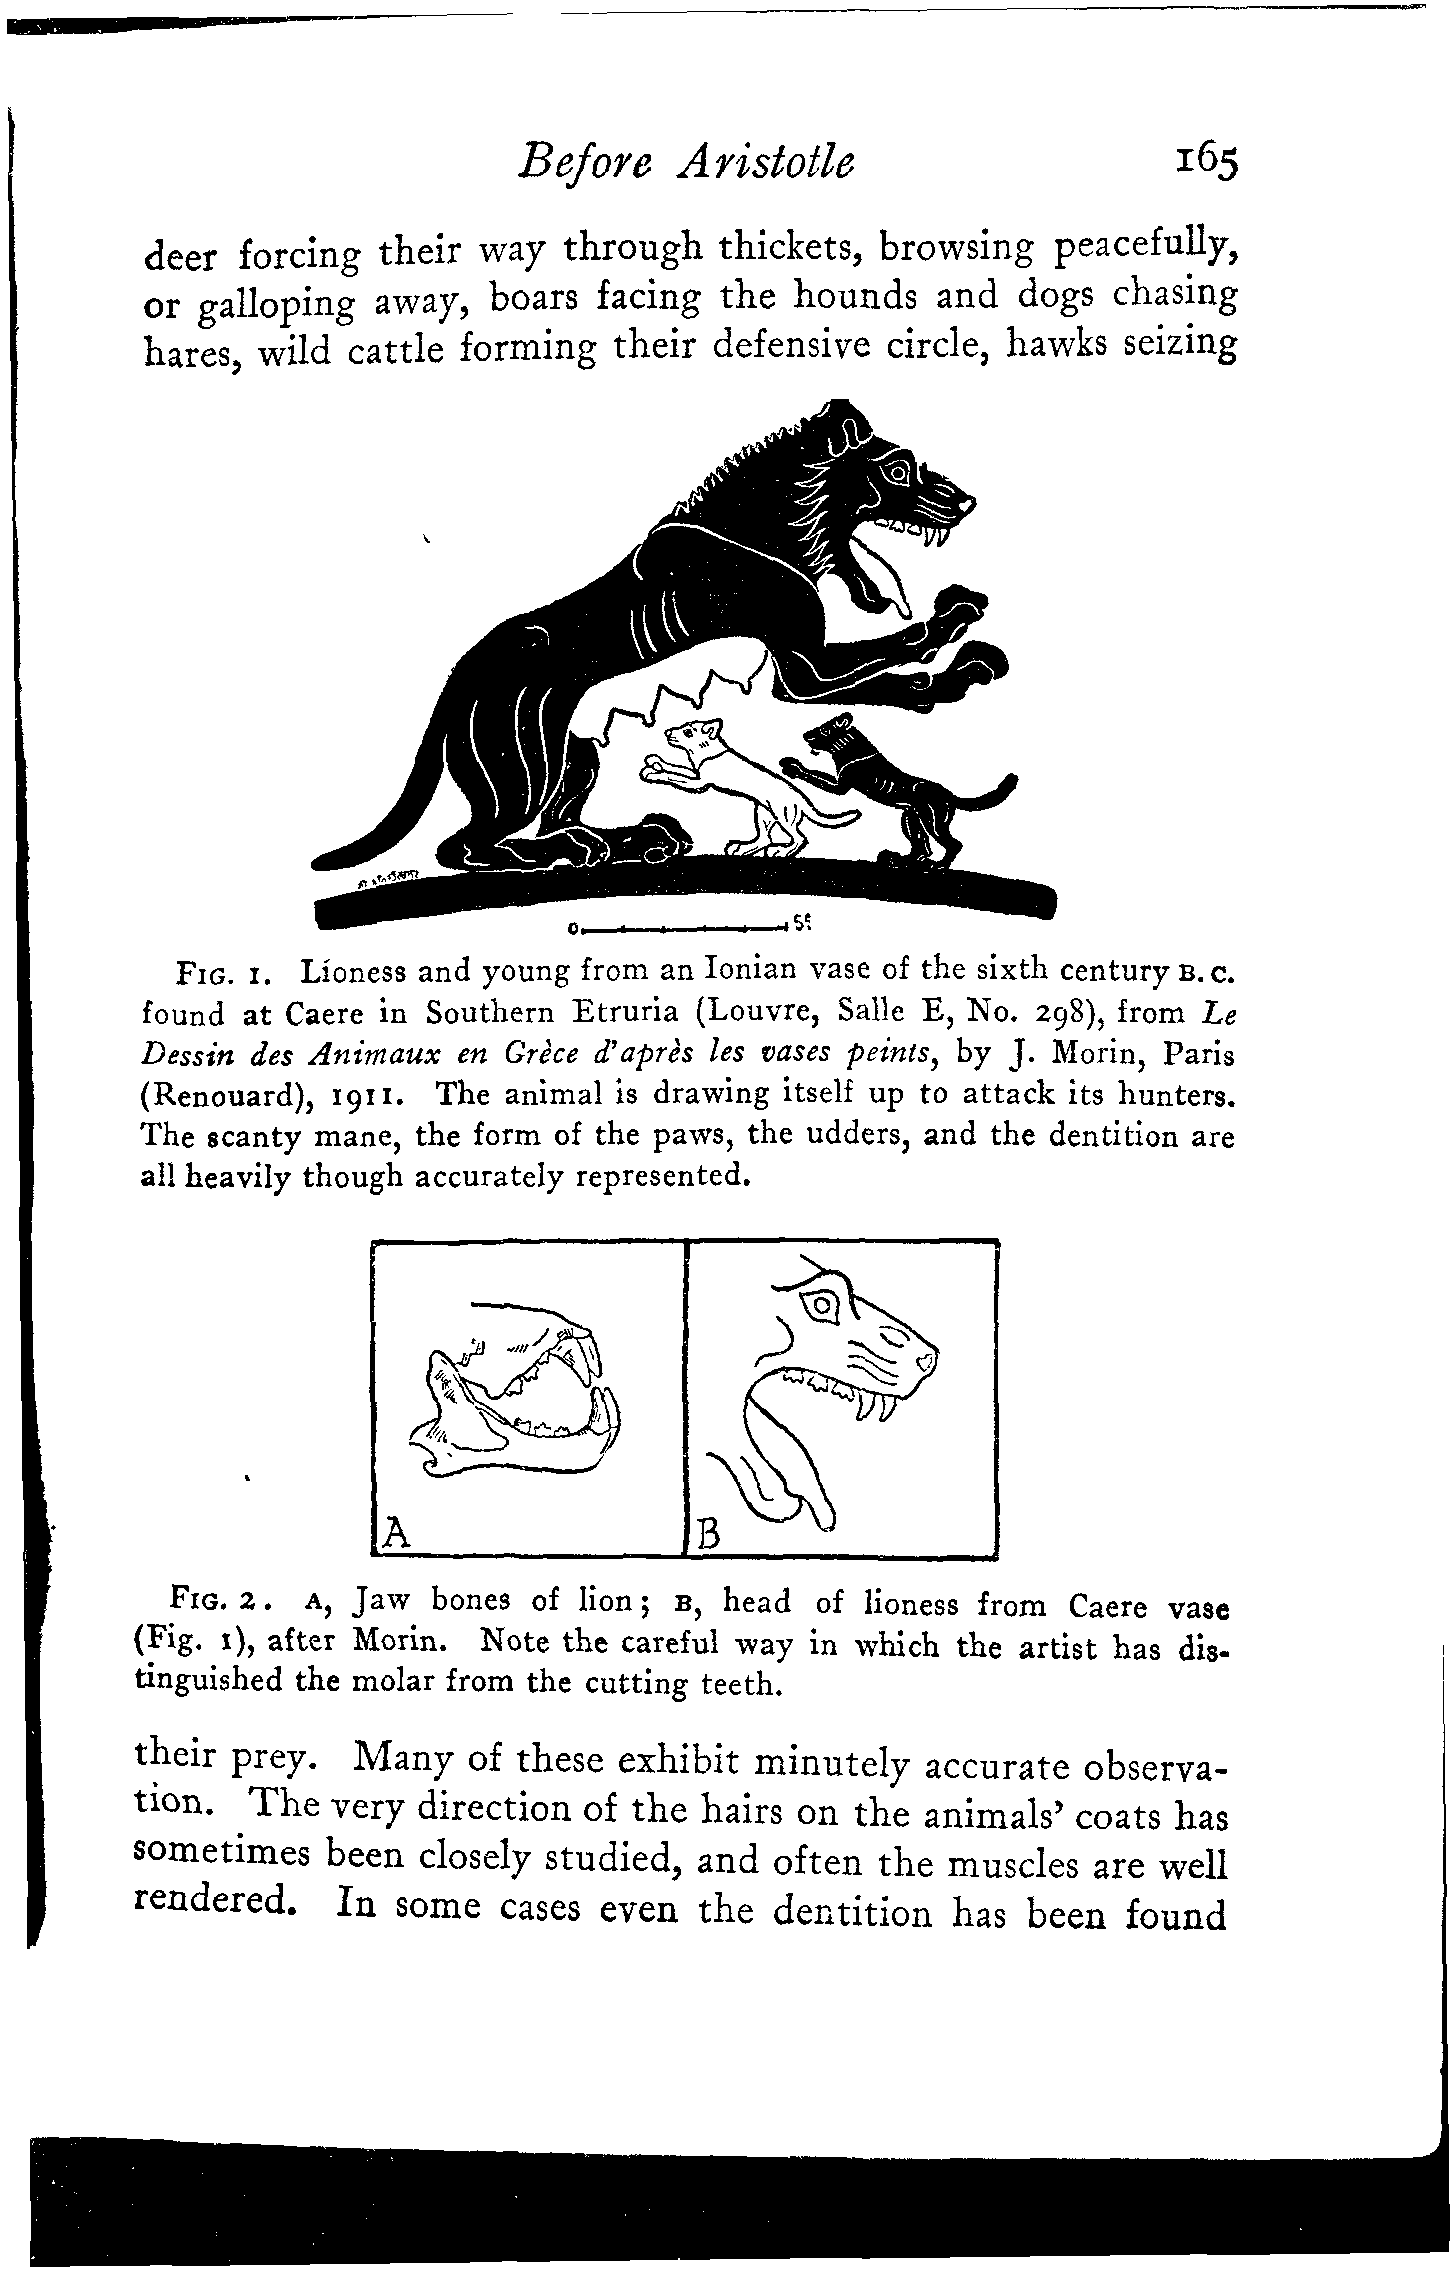 Before Aristotle 165
deer forcing their way through thickets, browsing peacefully,
or galloping away, boars facing the hounds and dogs chasing
hares, wild cattle forming their defensive circle, hawks seizing
0
FIG. 1. Lioness and young from an Ionian vase of the sixth century B.C.
found at Caere in Southern Etruria (Louvre, Salle E, No. 298), from Le
Dessin des Animaux en Grèce d'après les vases peints, by J. Morin, Paris
(Renouard), 1911. The animal is drawing itself up to attack its hunters.
The scanty mane, the form of the paws, the udders, and the dentition are
all heavily though accurately represented.
A B
FIG. 2. A, Jaw bones of lion; B, head of lioness from Caere vase
(Fig. 1), after Morin. Note the careful way in which the artist has dis-
tinguished the molar from the cutting teeth.
their prey. Many of these exhibit minutely accurate observa-
tion. The very direction of the hairs on the animals' coats has
sometimes been closely studied, and often the muscles are well
rendered. In some cases even the dentition has been found